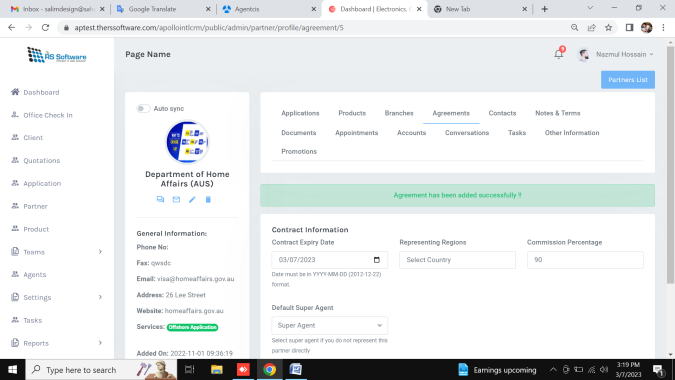 Inbox - salimdesign@sal
Google Translate
Agentcis
Dashboard | Electronics, (
New Tab
aptest.therssoftware.com/apollointlcrm/public/admin/partner/profile/agreement/5
RS Software
Page Name
9
Nazmul Hossain
Partners List
Dashboard
Office Check In
Client
Quotations
Application
Partner
Product
Teams
Agents
Settings
Tasks
Reports
Auto sync
Department of Home
Affairs (AUS)
General Information:
Phone No:
Fax: qwsdc
Email: visa@homeaffairs.gov.au
Address: 26 Lee Street
Website: homeaffairs.gov.au
Services: Offshore Application
Added On: 2022-11-01 09:36:19
Applications Products Branches Agreements Contacts Notes & Terms
Documents Appointments Accounts Conversations Tasks Other Information
Promotions
Agreement has been added successfully !!
Contract Information
Contract Expiry Date
03/07/2023
Date must be in YYYY-MM-DD (2012-12-22)
format.
Representing Regions
Select Country
Commission Percentage
90
Default Super Agent
Super Agent
Select super agent if you do not represent this
partner directly
Type here to search
Earnings upcoming
3:19 PM
3/7/2023